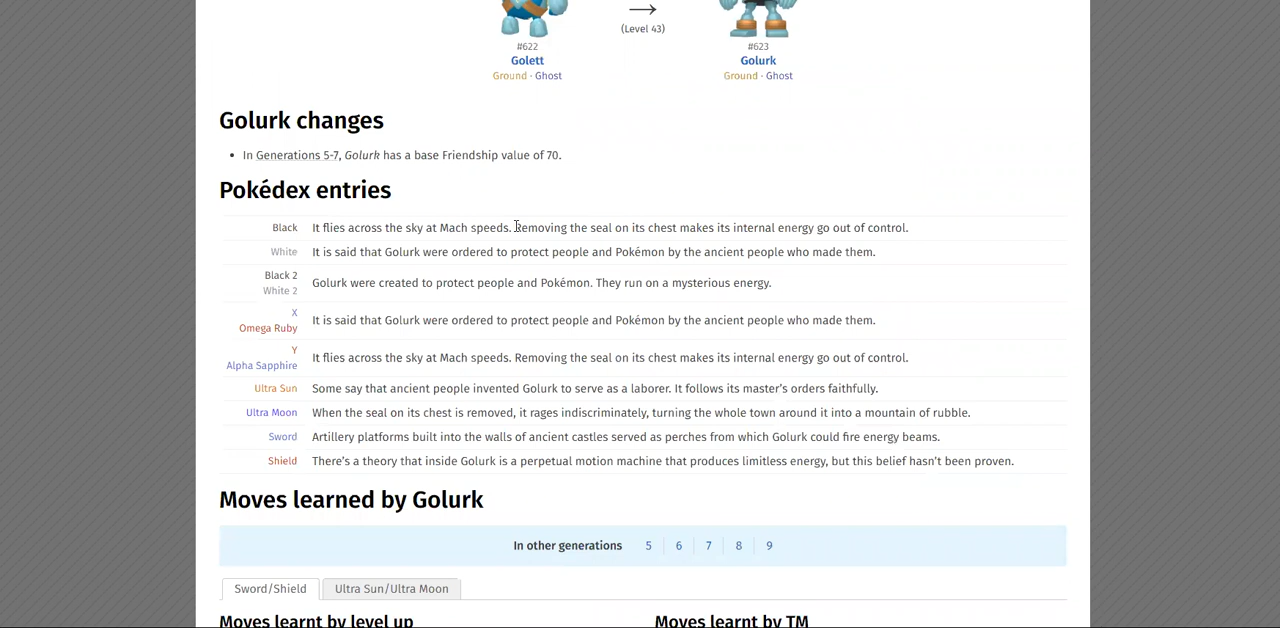 (Level 43)
#622
#623
Golett
Golurk
Ground · Ghost
Ground · Ghost
Golurk changes
• In Generations 5-7, Golurk has a base Friendship value of 70.
Pokédex entries
Black It flies across the sky at Mach speeds. Removing the seal on its chest makes its internal energy go out of control.
White It is said that Golurk were ordered to protect people and Pokémon by the ancient people who made them.
Black 2
White 2
Golurk were created to protect people and Pokémon. They run on a mysterious energy.
X
Omega Ruby
It is said that Golurk were ordered to protect people and Pokémon by the ancient people who made them.
Y
Alpha Sapphire
It flies across the sky at Mach speeds. Removing the seal on its chest makes its internal energy go out of control.
Ultra Sun Some say that ancient people invented Golurk to serve as a laborer. It follows its master’s orders faithfully.
Ultra Moon When the seal on its chest is removed, it rages indiscriminately, turning the whole town around it into a mountain of rubble.
Sword Artillery platforms built into the walls of ancient castles served as perches from which Golurk could fire energy beams.
Shield There’s a theory that inside Golurk is a perpetual motion machine that produces limitless energy, but this belief hasn’t been proven.
Moves learned by Golurk
In other generations 5 6 7 8 9
Sword/Shield Ultra Sun/Ultra Moon
Moves learnt by level up
Moves learnt by TM